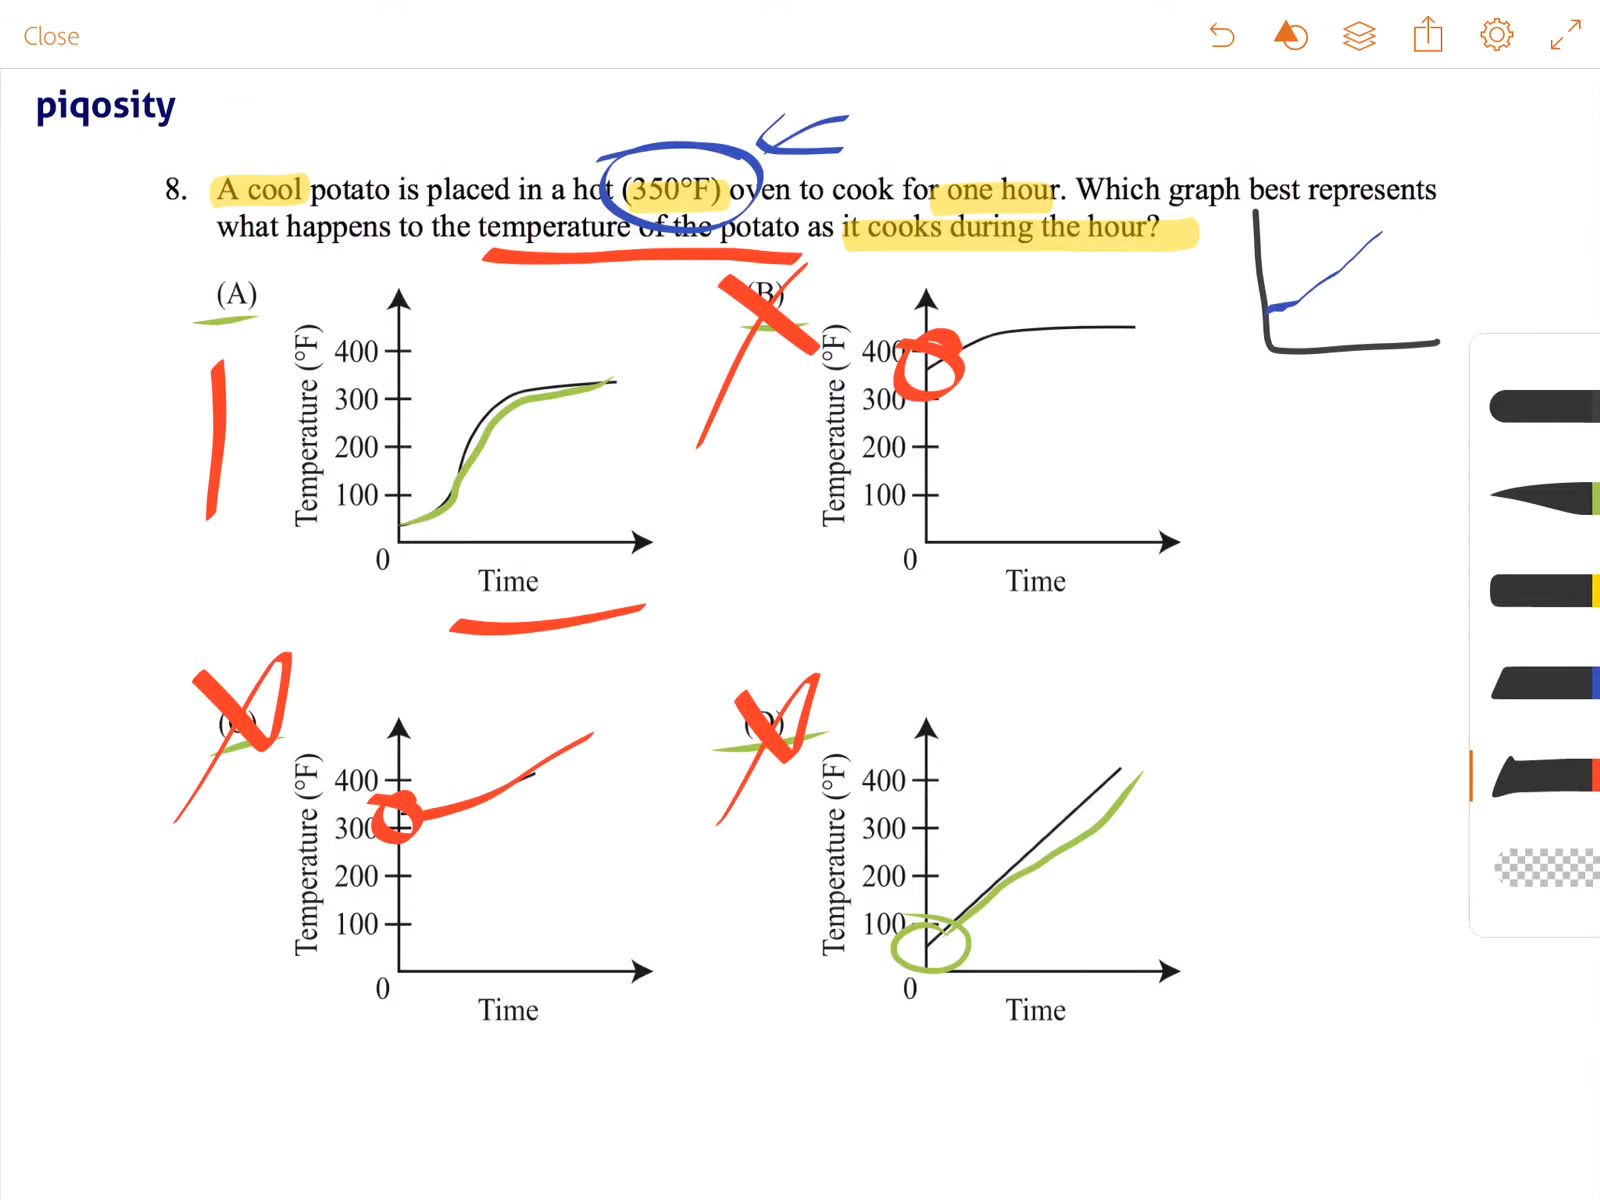 Close
piqosity
8. A cool potato is placed in a hot (350°F) oven to cook for one hour. Which graph best represents
what happens to the temperature of the potato as it cooks during the hour?
(A)
Temperature (°F)
400
300
200
100
0
Time
(B)
Temperature (°F)
400
300
200
100
0
Time
(C)
Temperature (°F)
400
300
200
100
0
Time
(D)
Temperature (°F)
400
300
200
100
0
Time